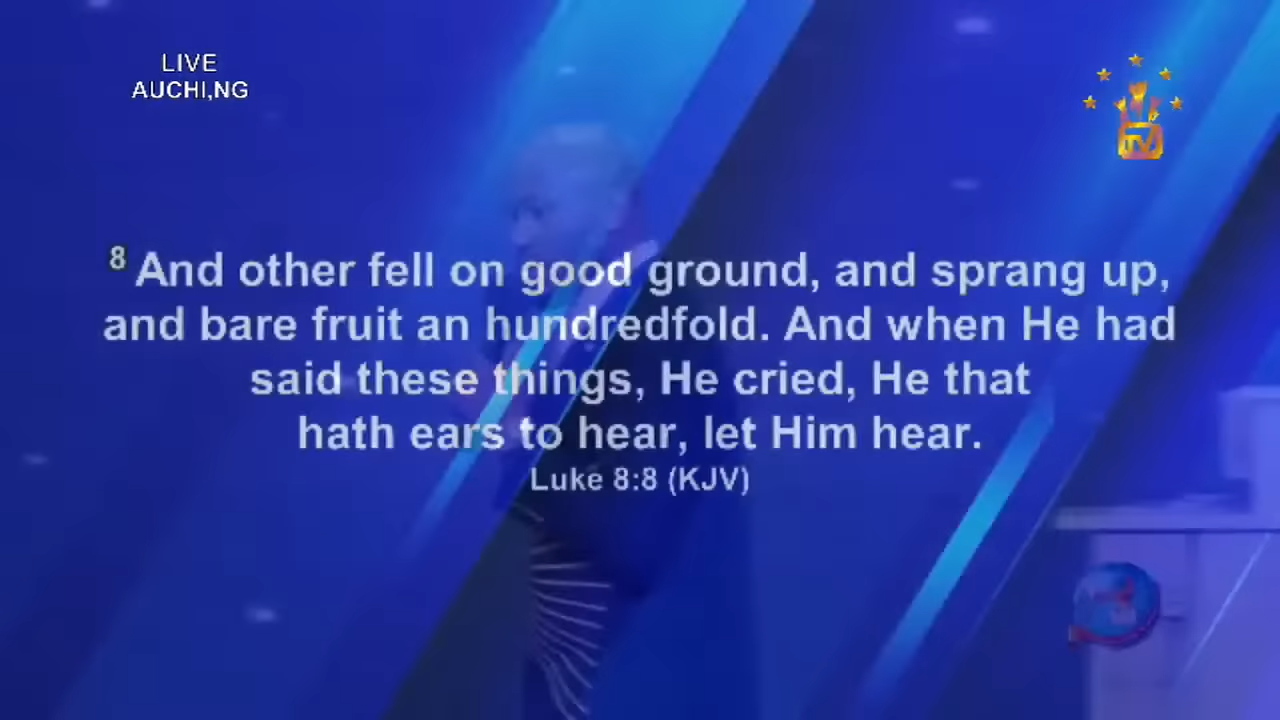 LIVE
AUCHI,NG
TV
8 And other fell on good ground, and sprang up,
and bare fruit an hundredfold. And when He had
said these things, He cried, He that
hath ears to hear, let Him hear.
Luke 8:8 (KJV)